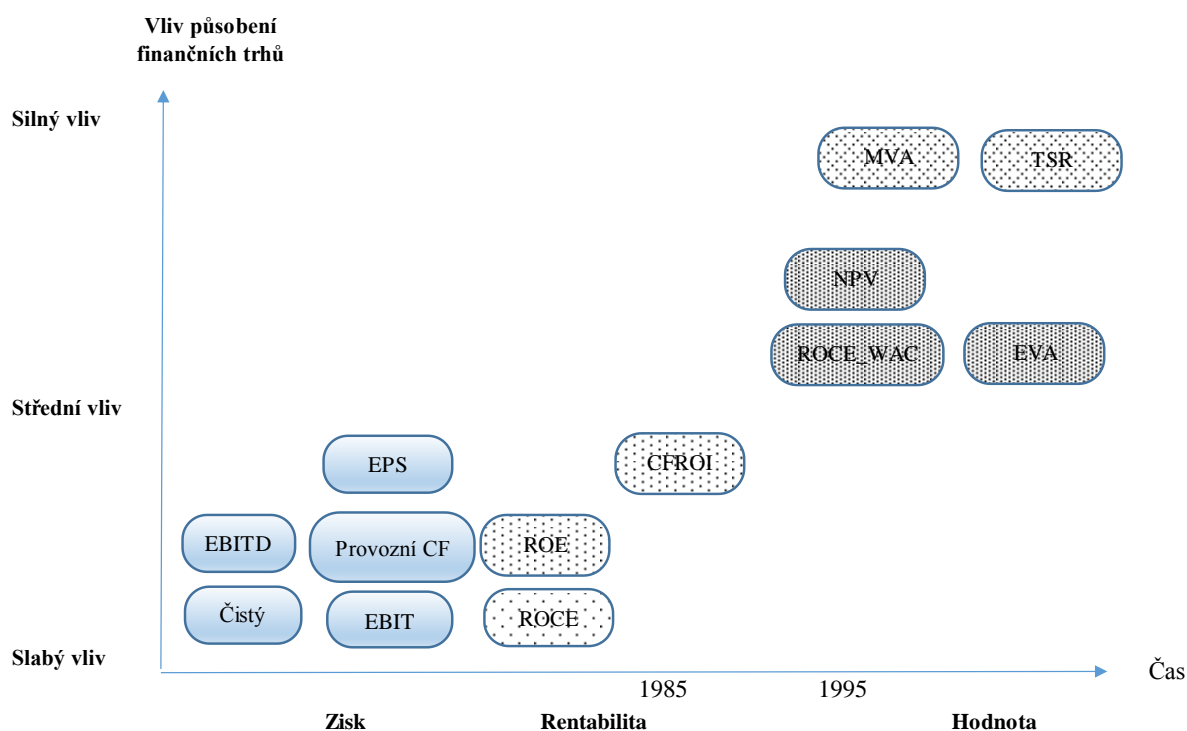 Vliv působení
finančních trhů
Silný vliv
MVA
TSR
NPV
ROCE_WAC
EVA
Střední vliv
EPS
CFROI
EBITD
Provozní CF
ROE
Čistý
EBIT
ROCE
Slabý vliv
Čas
1985
1995
Zisk
Rentabilita
Hodnota